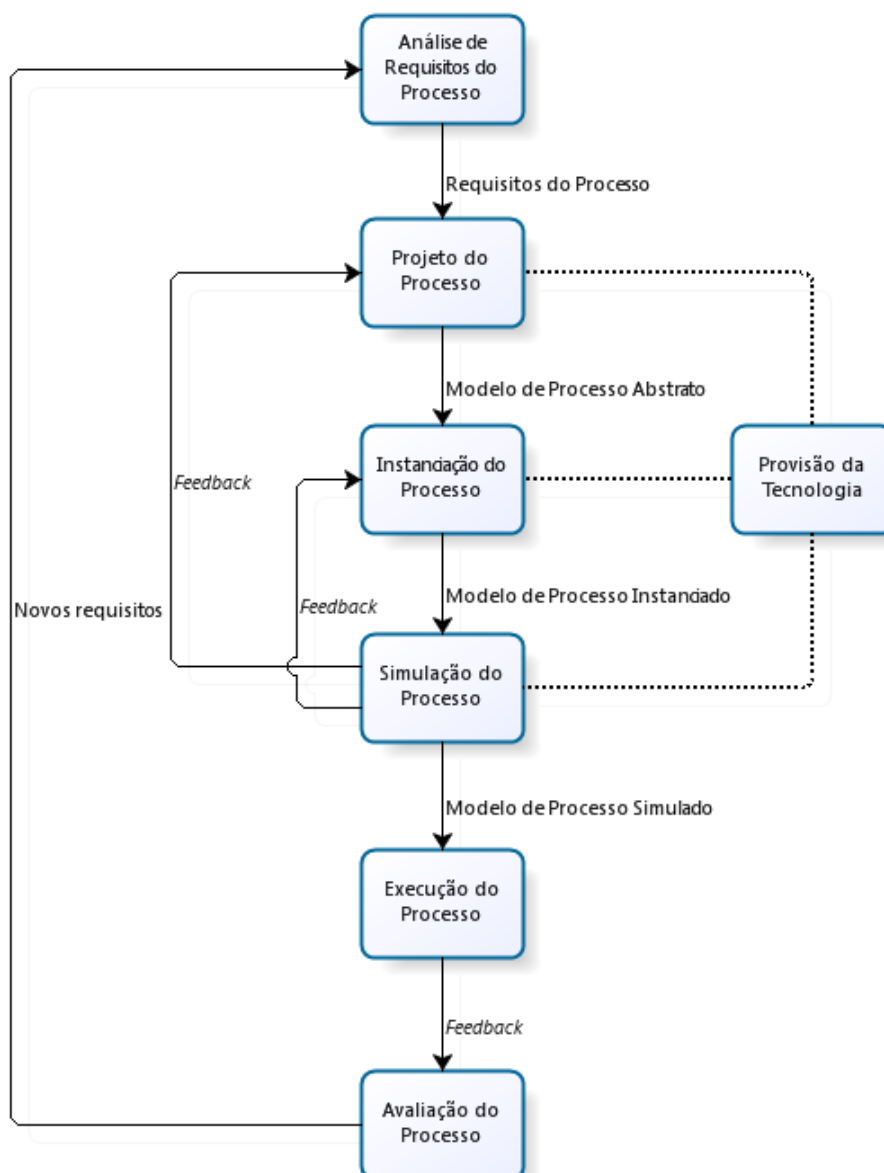 Análise de
Requisitos do
Processo
Requisitos do Processo
Projeto do
Processo
Modelo de Processo Abstrato
Feedback
Instanciação do
Processo
Provisão da
Tecnologia
Novos requisitos
Feedback
Modelo de Processo Instanciado
Simulação do
Processo
Modelo de Processo Simulado
Execução do
Processo
Feedback
Avaliação do
Processo